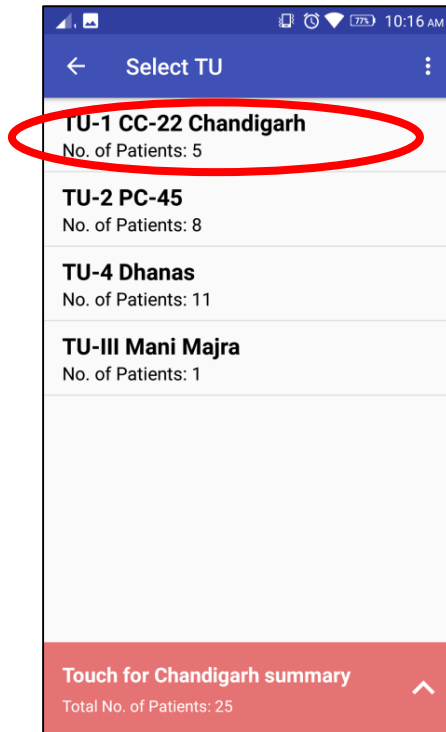 77% 10:16 AM
Select TU
TU-1 CC-22 Chandigarh
No. of Patients: 5
TU-2 PC-45
No. of Patients: 8
TU-4 Dhanas
No. of Patients: 11
TU-III Mani Majra
No. of Patients: 1
Touch for Chandigarh summary
Total No. of Patients: 25